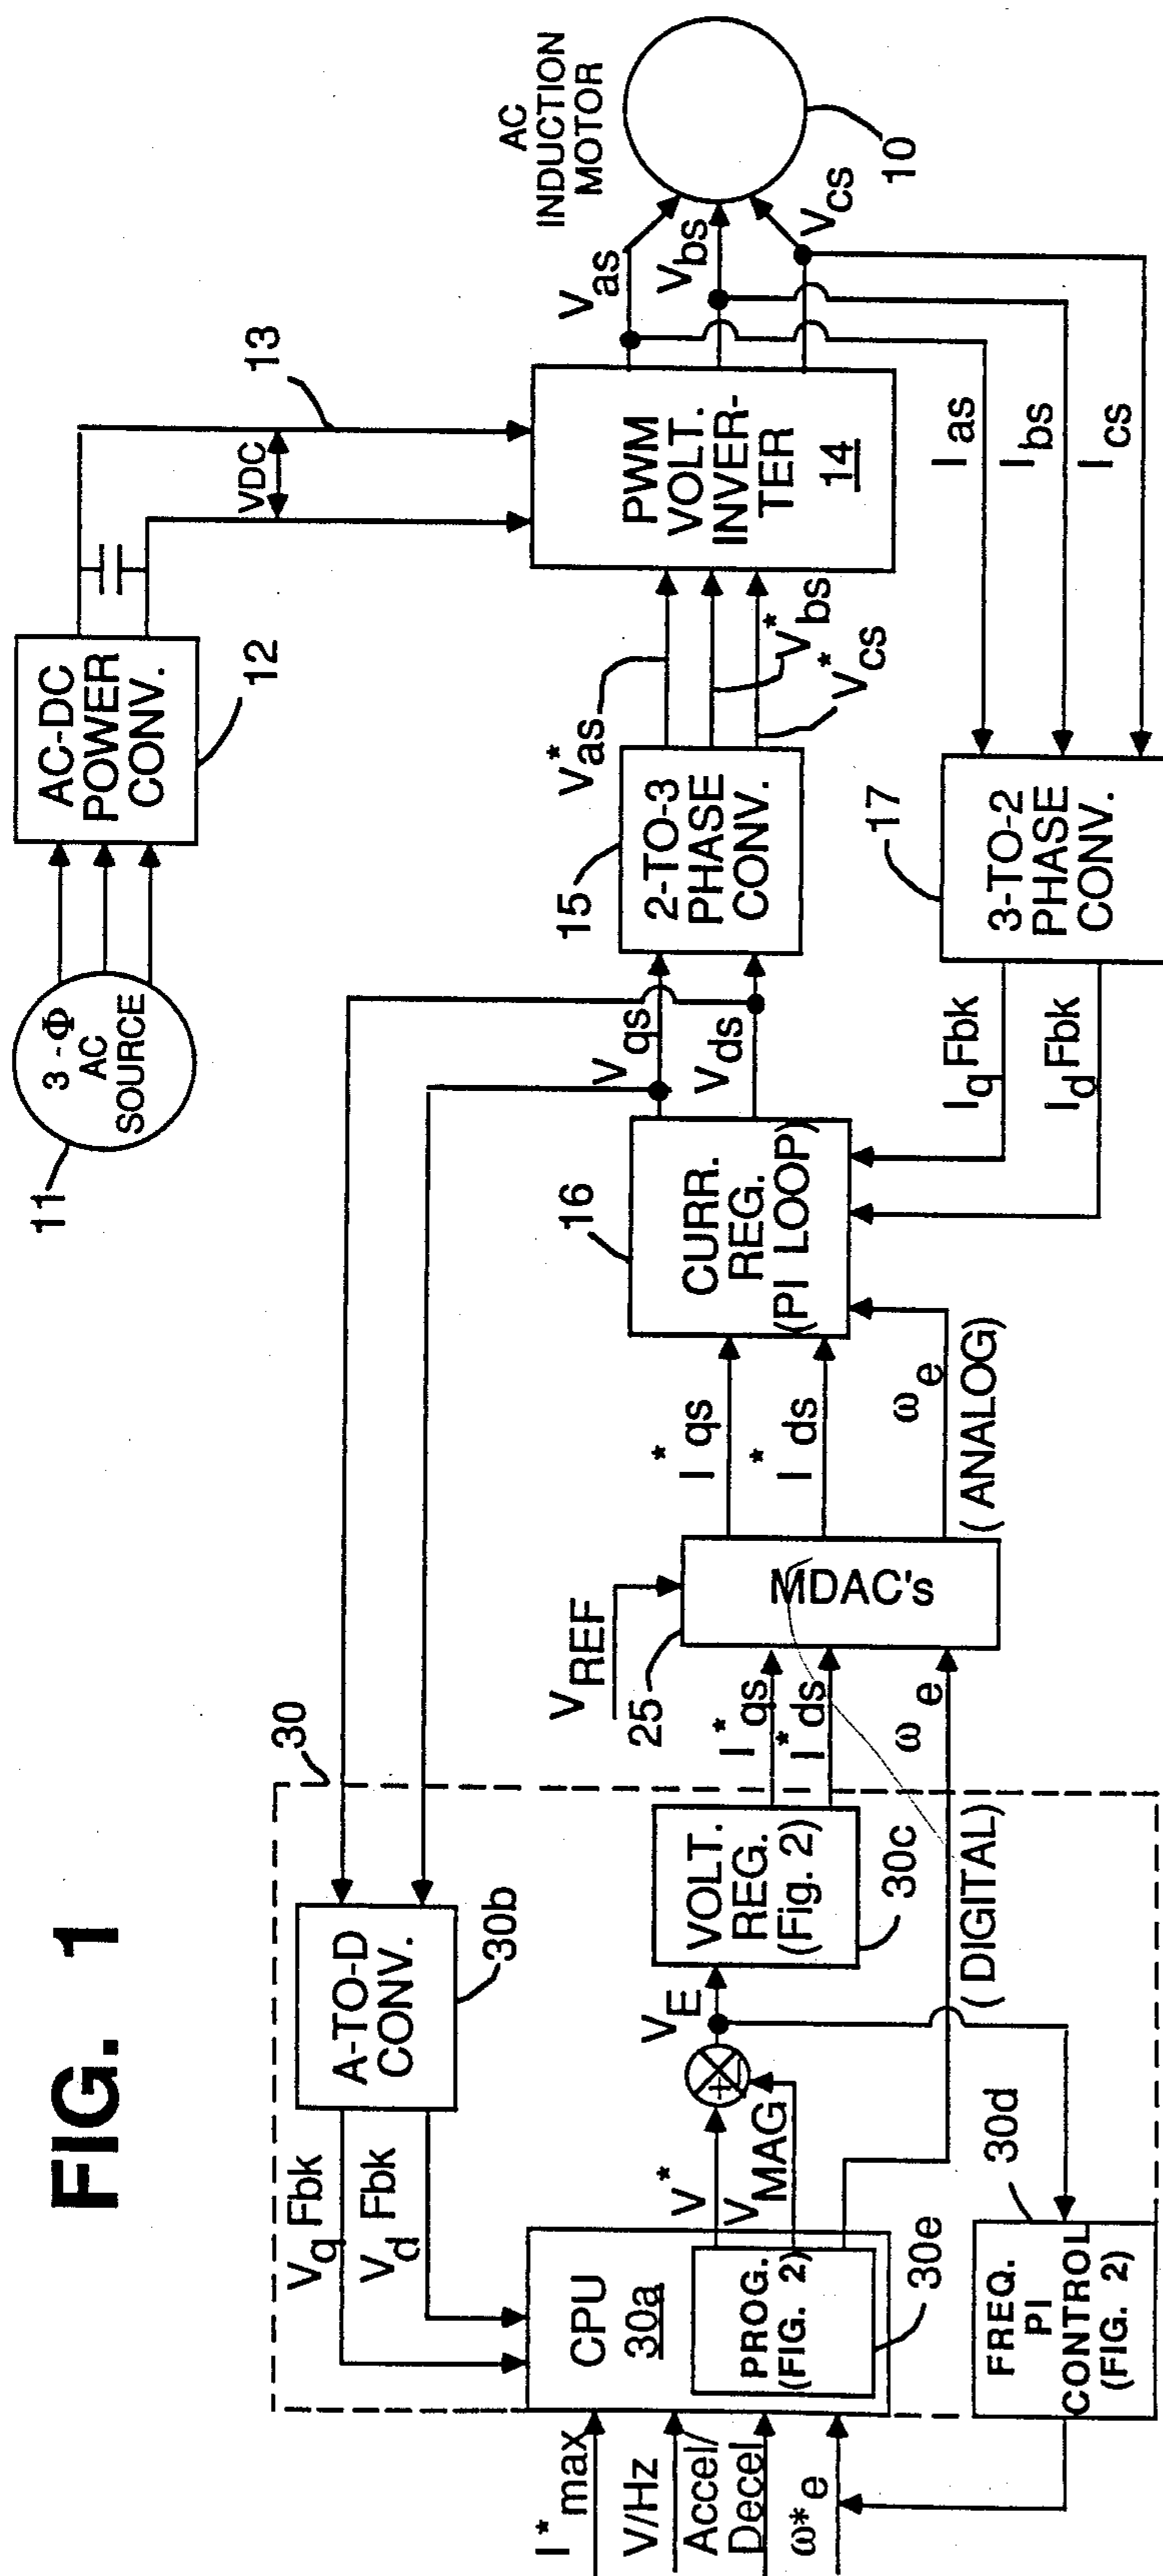 FIG. 1
11
3 - Φ
AC
SOURCE
AC-DC
POWER
CONV.
12
VDC
13
AC
INDUCTION
MOTOR
10
Vas
Vbs
Vcs
PWM
VOLT.
INVER-
TER
14
V*as
V*bs
V*cs
15
2-TO-3
PHASE
CONV.
Vqs
Vds
16
CURR.
REG.
(PI LOOP)
Ias
Ibs
Ics
17
3-TO-2
PHASE
CONV.
IqFbk
IdFbk
I*qs
I*ds
ωe
(ANALOG)
VREF
25
MDAC's
I*qs
I*ds
ωe
(DIGITAL)
30
A-TO-D
CONV.
30b
VqFbk
VdFbk
VOLT.
REG.
(Fig. 2)
30c
VE
+
−
V*
VMAG
CPU
30a
PROG.
(FIG. 2)
30e
30d
FREQ.
PI
CONTROL
(FIG. 2)
I*max
V/Hz
Accel/
Decel
ω*e